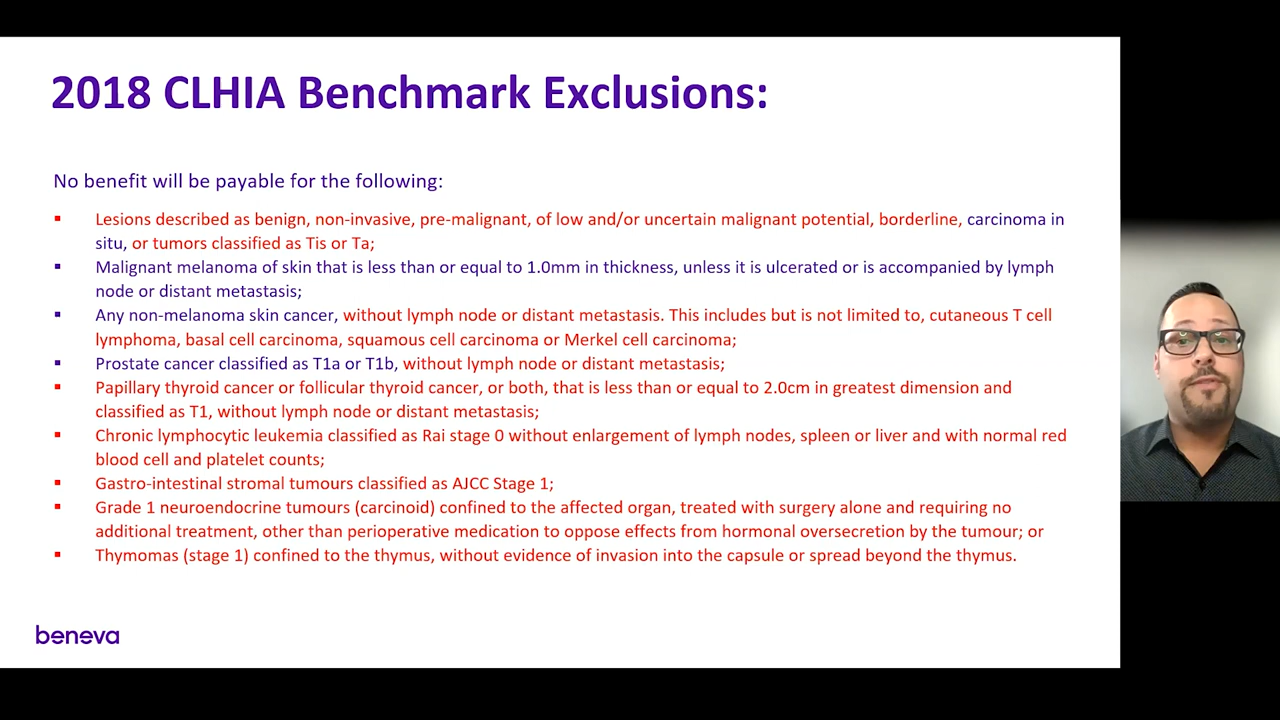 2018 CLHIA Benchmark Exclusions:
No benefit will be payable for the following:
▪ Lesions described as benign, non-invasive, pre-malignant, of low and/or uncertain malignant potential, borderline, carcinoma in
situ, or tumors classified as Tis or Ta;
▪ Malignant melanoma of skin that is less than or equal to 1.0mm in thickness, unless it is ulcerated or is accompanied by lymph
node or distant metastasis;
▪ Any non-melanoma skin cancer, without lymph node or distant metastasis. This includes but is not limited to, cutaneous T cell
lymphoma, basal cell carcinoma, squamous cell carcinoma or Merkel cell carcinoma;
▪ Prostate cancer classified as T1a or T1b, without lymph node or distant metastasis;
▪ Papillary thyroid cancer or follicular thyroid cancer, or both, that is less than or equal to 2.0cm in greatest dimension and
classified as T1, without lymph node or distant metastasis;
▪ Chronic lymphocytic leukemia classified as Rai stage 0 without enlargement of lymph nodes, spleen or liver and with normal red
blood cell and platelet counts;
▪ Gastro-intestinal stromal tumours classified as AJCC Stage 1;
▪ Grade 1 neuroendocrine tumours (carcinoid) confined to the affected organ, treated with surgery alone and requiring no
additional treatment, other than perioperative medication to oppose effects from hormonal oversecretion by the tumour; or
▪ Thymomas (stage 1) confined to the thymus, without evidence of invasion into the capsule or spread beyond the thymus.
beneva